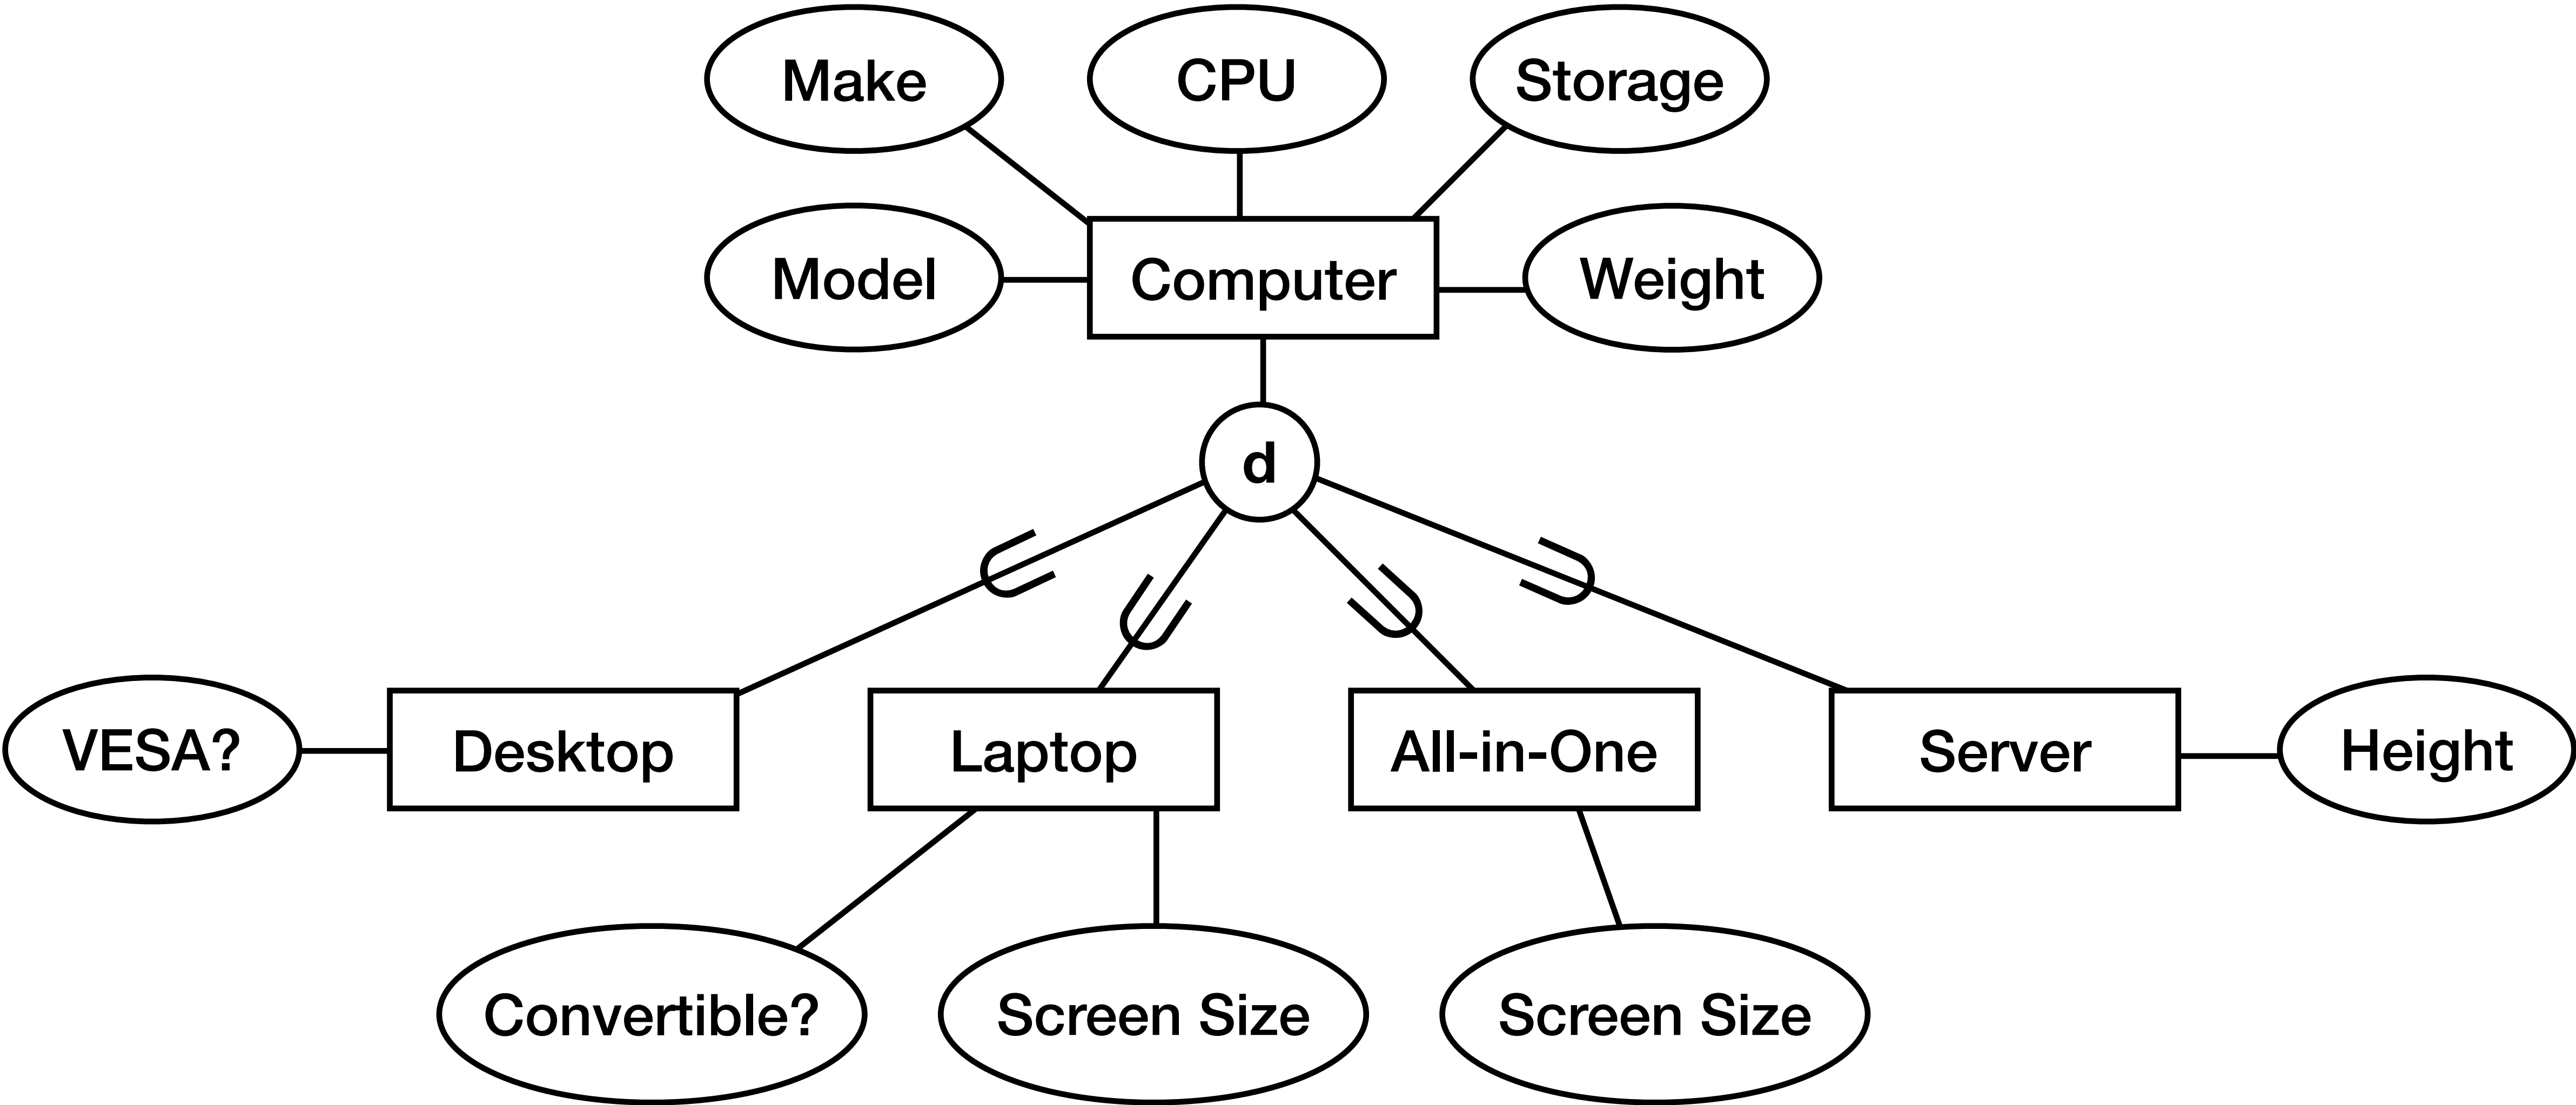 Make
CPU
Storage
Model
Computer
Weight
d
VESA?
Desktop
Laptop
All-in-One
Server
Height
Convertible?
Screen Size
Screen Size